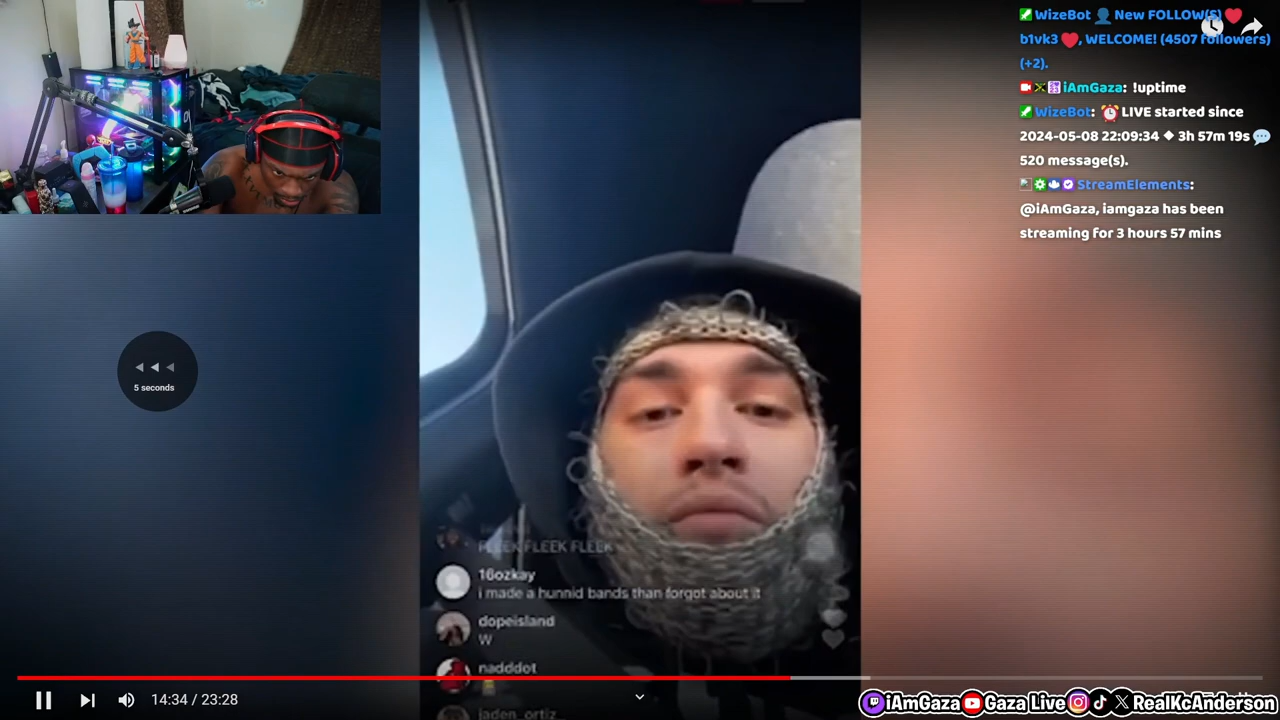 WizeBot New FOLLOW(S)
b1vk3 , WELCOME! (4507 followers)
(+2).
iAmGaza: !uptime
WizeBot: LIVE started since
2024-05-08 22:09:34 ◆ 3h 57m 19s
520 message(s).
StreamElements:
@iAmGaza, iamgaza has been
streaming for 3 hours 57 mins
5 seconds
FLEEK FLEEK FLEEK
16ozkay
i made a hunnid bands than forgot about it
dopeisland
W
nadddot
jaden_ortiz_
14:34 / 23:28
iAmGaza Gaza Live RealKcAnderson